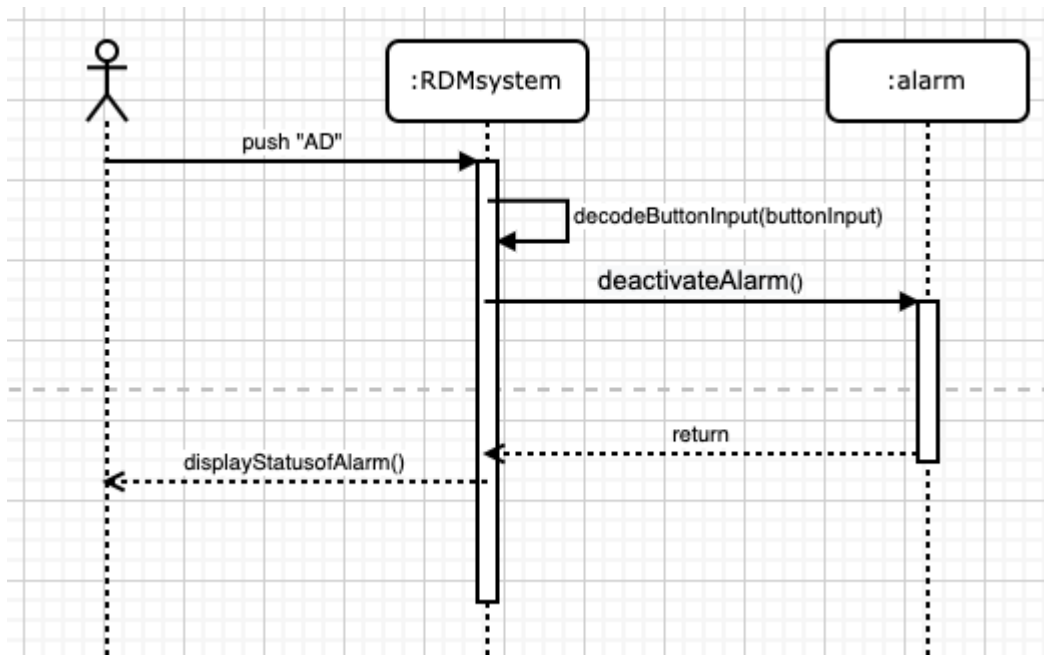 :RDMsystem
:alarm
push "AD"
decodeButtonInput(buttonInput)
deactivateAlarm()
return
displayStatusofAlarm()